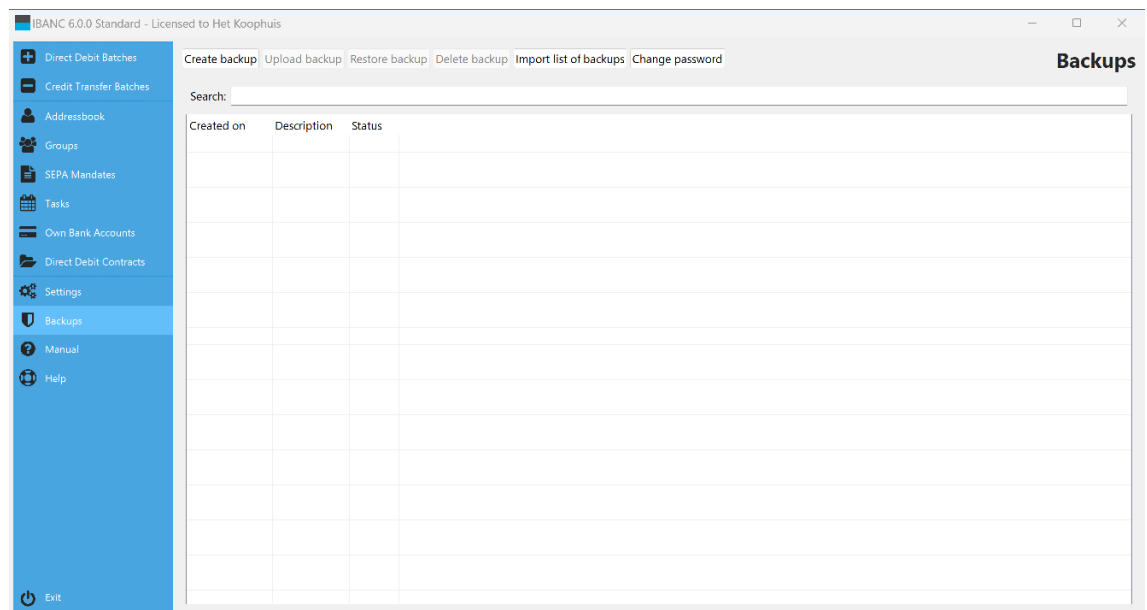 IBANC 6.0.0 Standard - Licensed to Het Koophuis
Direct Debit Batches
Credit Transfer Batches
Addressbook
Groups
SEPA Mandates
Tasks
Own Bank Accounts
Direct Debit Contracts
Settings
Backups
Manual
Help
Exit
Create backup Upload backup Restore backup Delete backup Import list of backups Change password
Backups
Search:
Created on Description Status